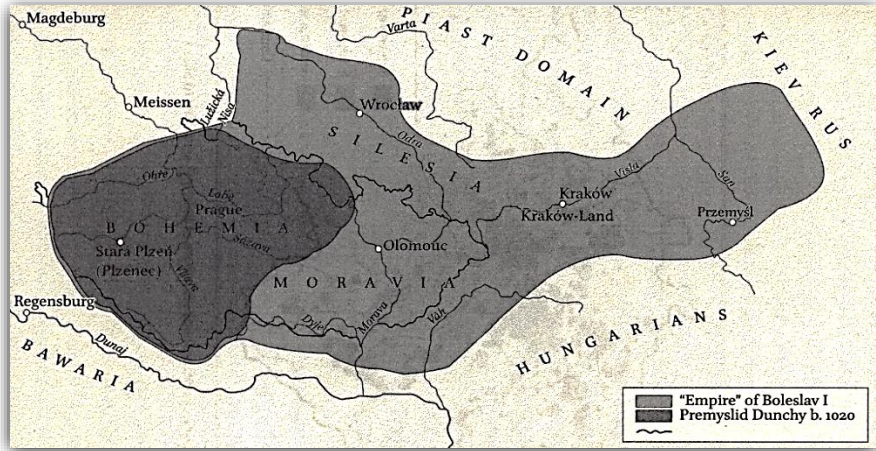 Magdeburg
PIAST DOMAIN
KIEV RUS
Varta
Meissen
Lužická
Nisa
Wrocław
Odra
SILESIA
Visla
San
Ohře
Labe
Prague
BOHEMIA
Kraków
Kraków-Land
Przemyśl
Stara Plzeň
(Plzenec)
Sázava
Olomouc
Vltava
MORAVIA
Regensburg
Dyje
Morava
Váh
Dunaj
BAVARIA
HUNGARIANS
"Empire" of Boleslav I
Premyslid Dunchy b. 1020